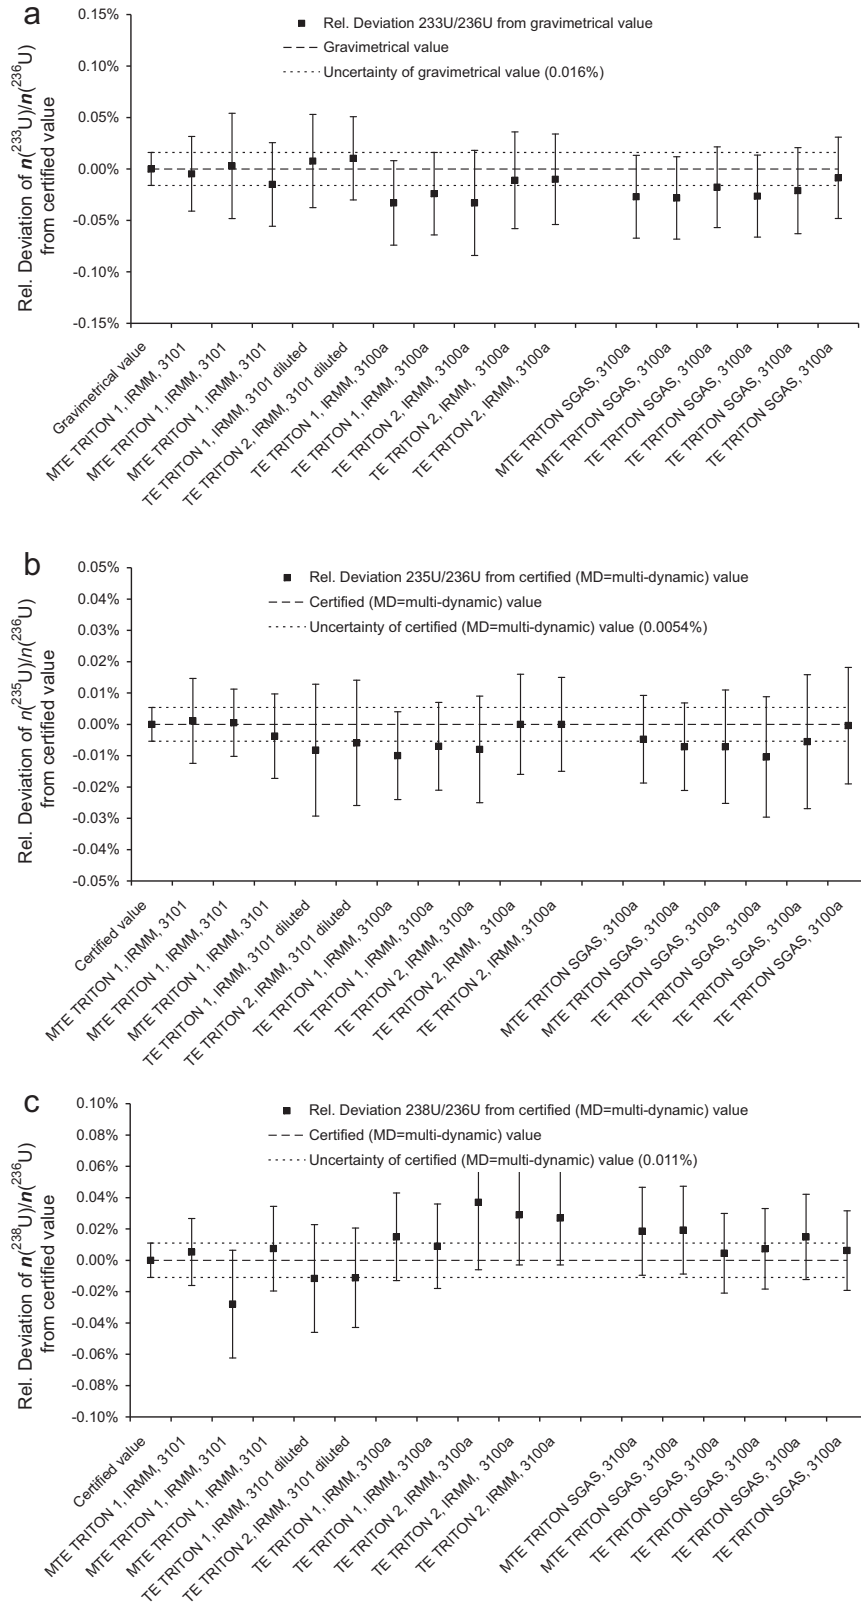 a
0.15%
0.10%
0.05%
0.00%
-0.05%
-0.10%
-0.15%
Rel. Deviation of n(233U)/n(236U)
from certified value
Rel. Deviation 233U/236U from gravimetrical value
Gravimetrical value
Uncertainty of gravimetrical value (0.016%)
Gravimetrical value
MTE TRITON 1, IRMM, 3101
MTE TRITON 1, IRMM, 3101
MTE TRITON 1, IRMM, 3101
TE TRITON 1, IRMM, 3101 diluted
TE TRITON 2, IRMM, 3101 diluted
TE TRITON 1, IRMM, 3100a
TE TRITON 1, IRMM, 3100a
TE TRITON 2, IRMM, 3100a
TE TRITON 2, IRMM, 3100a
TE TRITON 2, IRMM, 3100a
MTE TRITON SGAS, 3100a
MTE TRITON SGAS, 3100a
TE TRITON SGAS, 3100a
TE TRITON SGAS, 3100a
TE TRITON SGAS, 3100a
TE TRITON SGAS, 3100a
b
0.05%
0.04%
0.03%
0.02%
0.01%
0.00%
-0.01%
-0.02%
-0.03%
-0.04%
-0.05%
Rel. Deviation of n(235U)/n(236U)
from certified value
Rel. Deviation 235U/236U from certified (MD=multi-dynamic) value
Certified (MD=multi-dynamic) value
Uncertainty of certified (MD=multi-dynamic) value (0.0054%)
Certified value
MTE TRITON 1, IRMM, 3101
MTE TRITON 1, IRMM, 3101
MTE TRITON 1, IRMM, 3101
TE TRITON 1, IRMM, 3101 diluted
TE TRITON 2, IRMM, 3101 diluted
TE TRITON 1, IRMM, 3100a
TE TRITON 1, IRMM, 3100a
TE TRITON 2, IRMM, 3100a
TE TRITON 2, IRMM, 3100a
TE TRITON 2, IRMM, 3100a
MTE TRITON SGAS, 3100a
MTE TRITON SGAS, 3100a
TE TRITON SGAS, 3100a
TE TRITON SGAS, 3100a
TE TRITON SGAS, 3100a
TE TRITON SGAS, 3100a
c
0.10%
0.08%
0.06%
0.04%
0.02%
0.00%
-0.02%
-0.04%
-0.06%
-0.08%
-0.10%
Rel. Deviation of n(238U)/n(236U)
from certified value
Rel. Deviation 238U/236U from certified (MD=multi-dynamic) value
Certified (MD=multi-dynamic) value
Uncertainty of certified (MD=multi-dynamic) value (0.011%)
Certified value
MTE TRITON 1, IRMM, 3101
MTE TRITON 1, IRMM, 3101
MTE TRITON 1, IRMM, 3101
TE TRITON 1, IRMM, 3101 diluted
TE TRITON 2, IRMM, 3101 diluted
TE TRITON 1, IRMM, 3100a
TE TRITON 1, IRMM, 3100a
TE TRITON 2, IRMM, 3100a
TE TRITON 2, IRMM, 3100a
TE TRITON 2, IRMM, 3100a
MTE TRITON SGAS, 3100a
MTE TRITON SGAS, 3100a
TE TRITON SGAS, 3100a
TE TRITON SGAS, 3100a
TE TRITON SGAS, 3100a
TE TRITON SGAS, 3100a